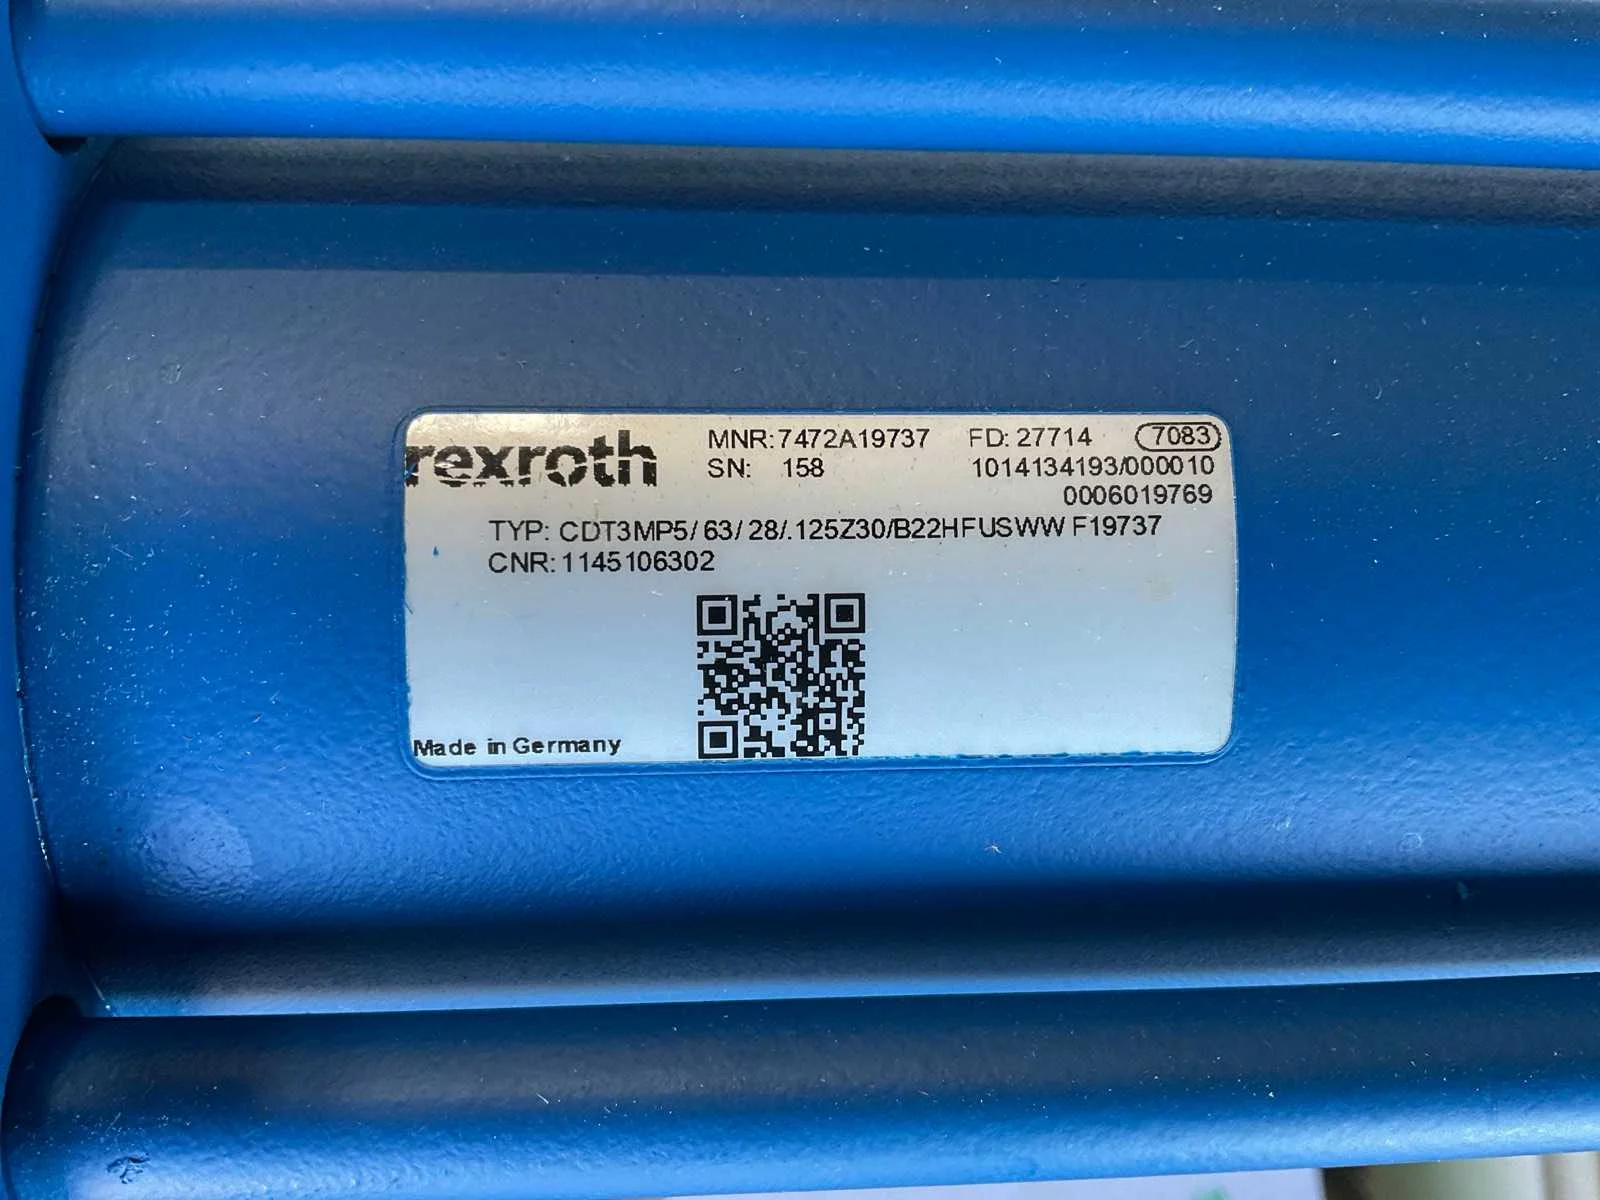 rexroth MNR: 7472A19737 FD: 27714 7083
SN: 158 1014134193/000010
0006019769
TYP: CDT3MP5/ 63/ 28/.125Z30/B22HFUSWW F19737
CNR: 1145106302
Made in Germany